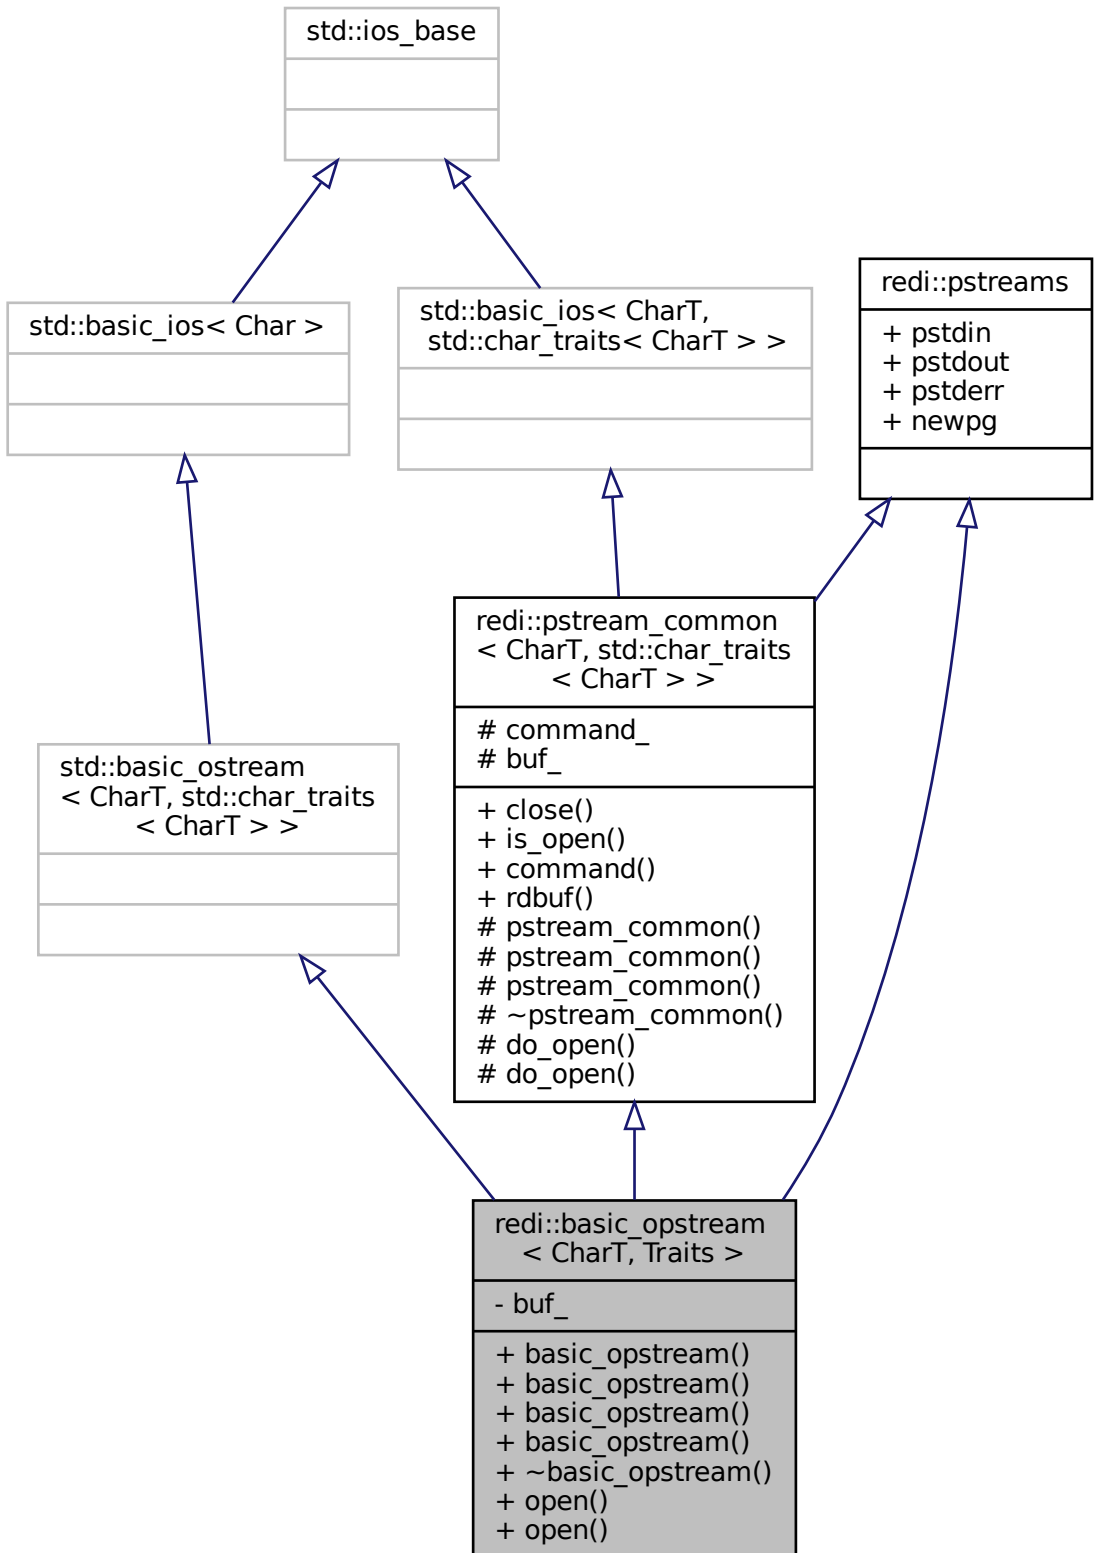 std::ios_base
std::basic_ios< Char >
std::basic_ios< CharT,
std::char_traits< CharT > >
redi::pstreams
+ pstdin
+ pstdout
+ pstderr
+ newpg
redi::pstream_common
< CharT, std::char_traits
< CharT > >
# command_
# buf_
+ close()
+ is_open()
+ command()
+ rdbuf()
# pstream_common()
# pstream_common()
# pstream_common()
# ~pstream_common()
# do_open()
# do_open()
std::basic_ostream
< CharT, std::char_traits
< CharT > >
redi::basic_opstream
< CharT, Traits >
- buf_
+ basic_opstream()
+ basic_opstream()
+ basic_opstream()
+ basic_opstream()
+ ~basic_opstream()
+ open()
+ open()